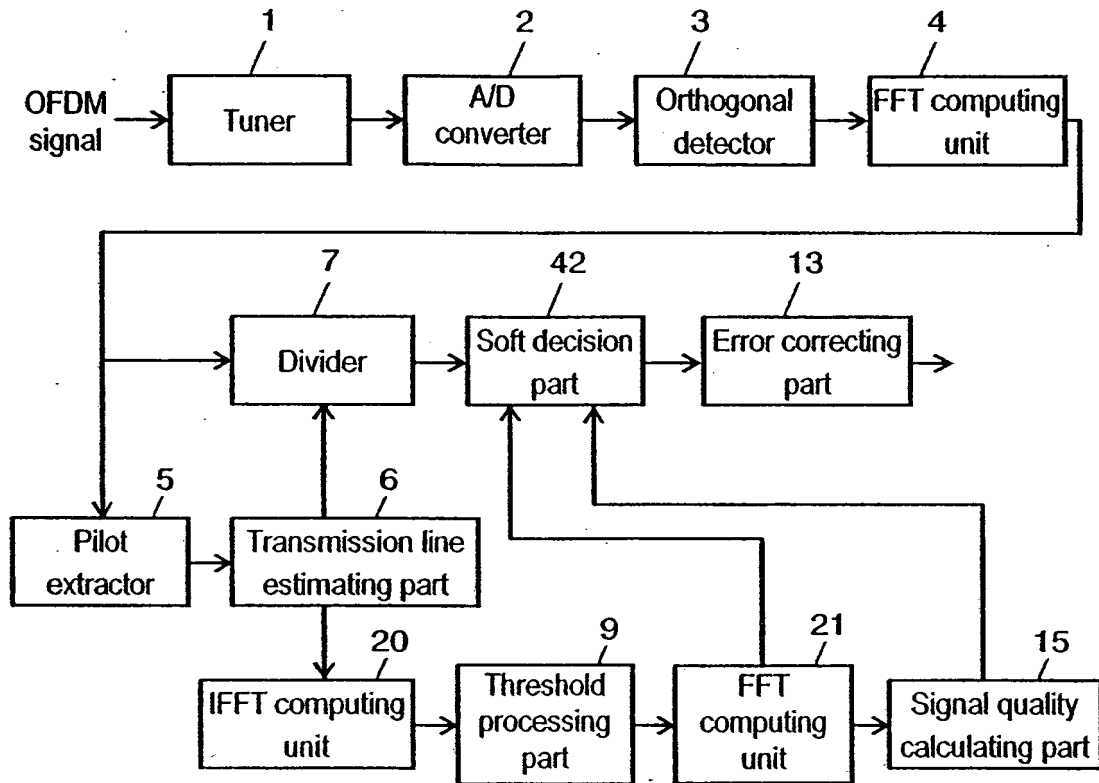 1
2
3
4
OFDM
signal
Tuner
A/D
converter
Orthogonal
detector
FFT computing
unit
7
42
13
Divider
Soft decision
part
Error correcting
part
5
6
Pilot
extractor
Transmission line
estimating part
20
9
21
15
IFFT computing
unit
Threshold
processing
part
FFT
computing
unit
Signal quality
calculating part